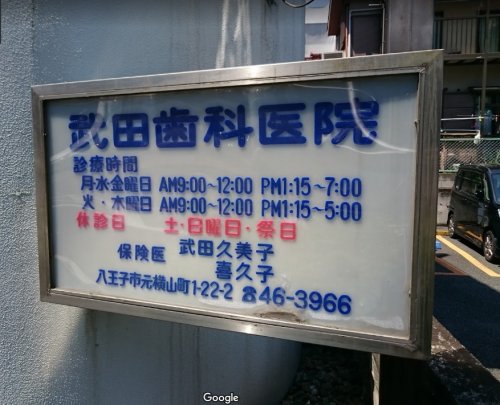 武田歯科医院
診療時間
月水金曜日 AM9:00~12:00 PM1:15~7:00
火・木曜日 AM9:00~12:00 PM1:15~5:00
休診日 土・日曜日・祭日
保険医 武田久美子
喜久子
八王子市元横山町1-22-2 ☎46-3966
Google